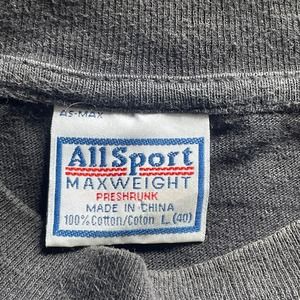 AS-MAX
AllSport
MAXWEIGHT
PRESHRUNK
MADE IN CHINA
100% Cotton/Coton L (40)